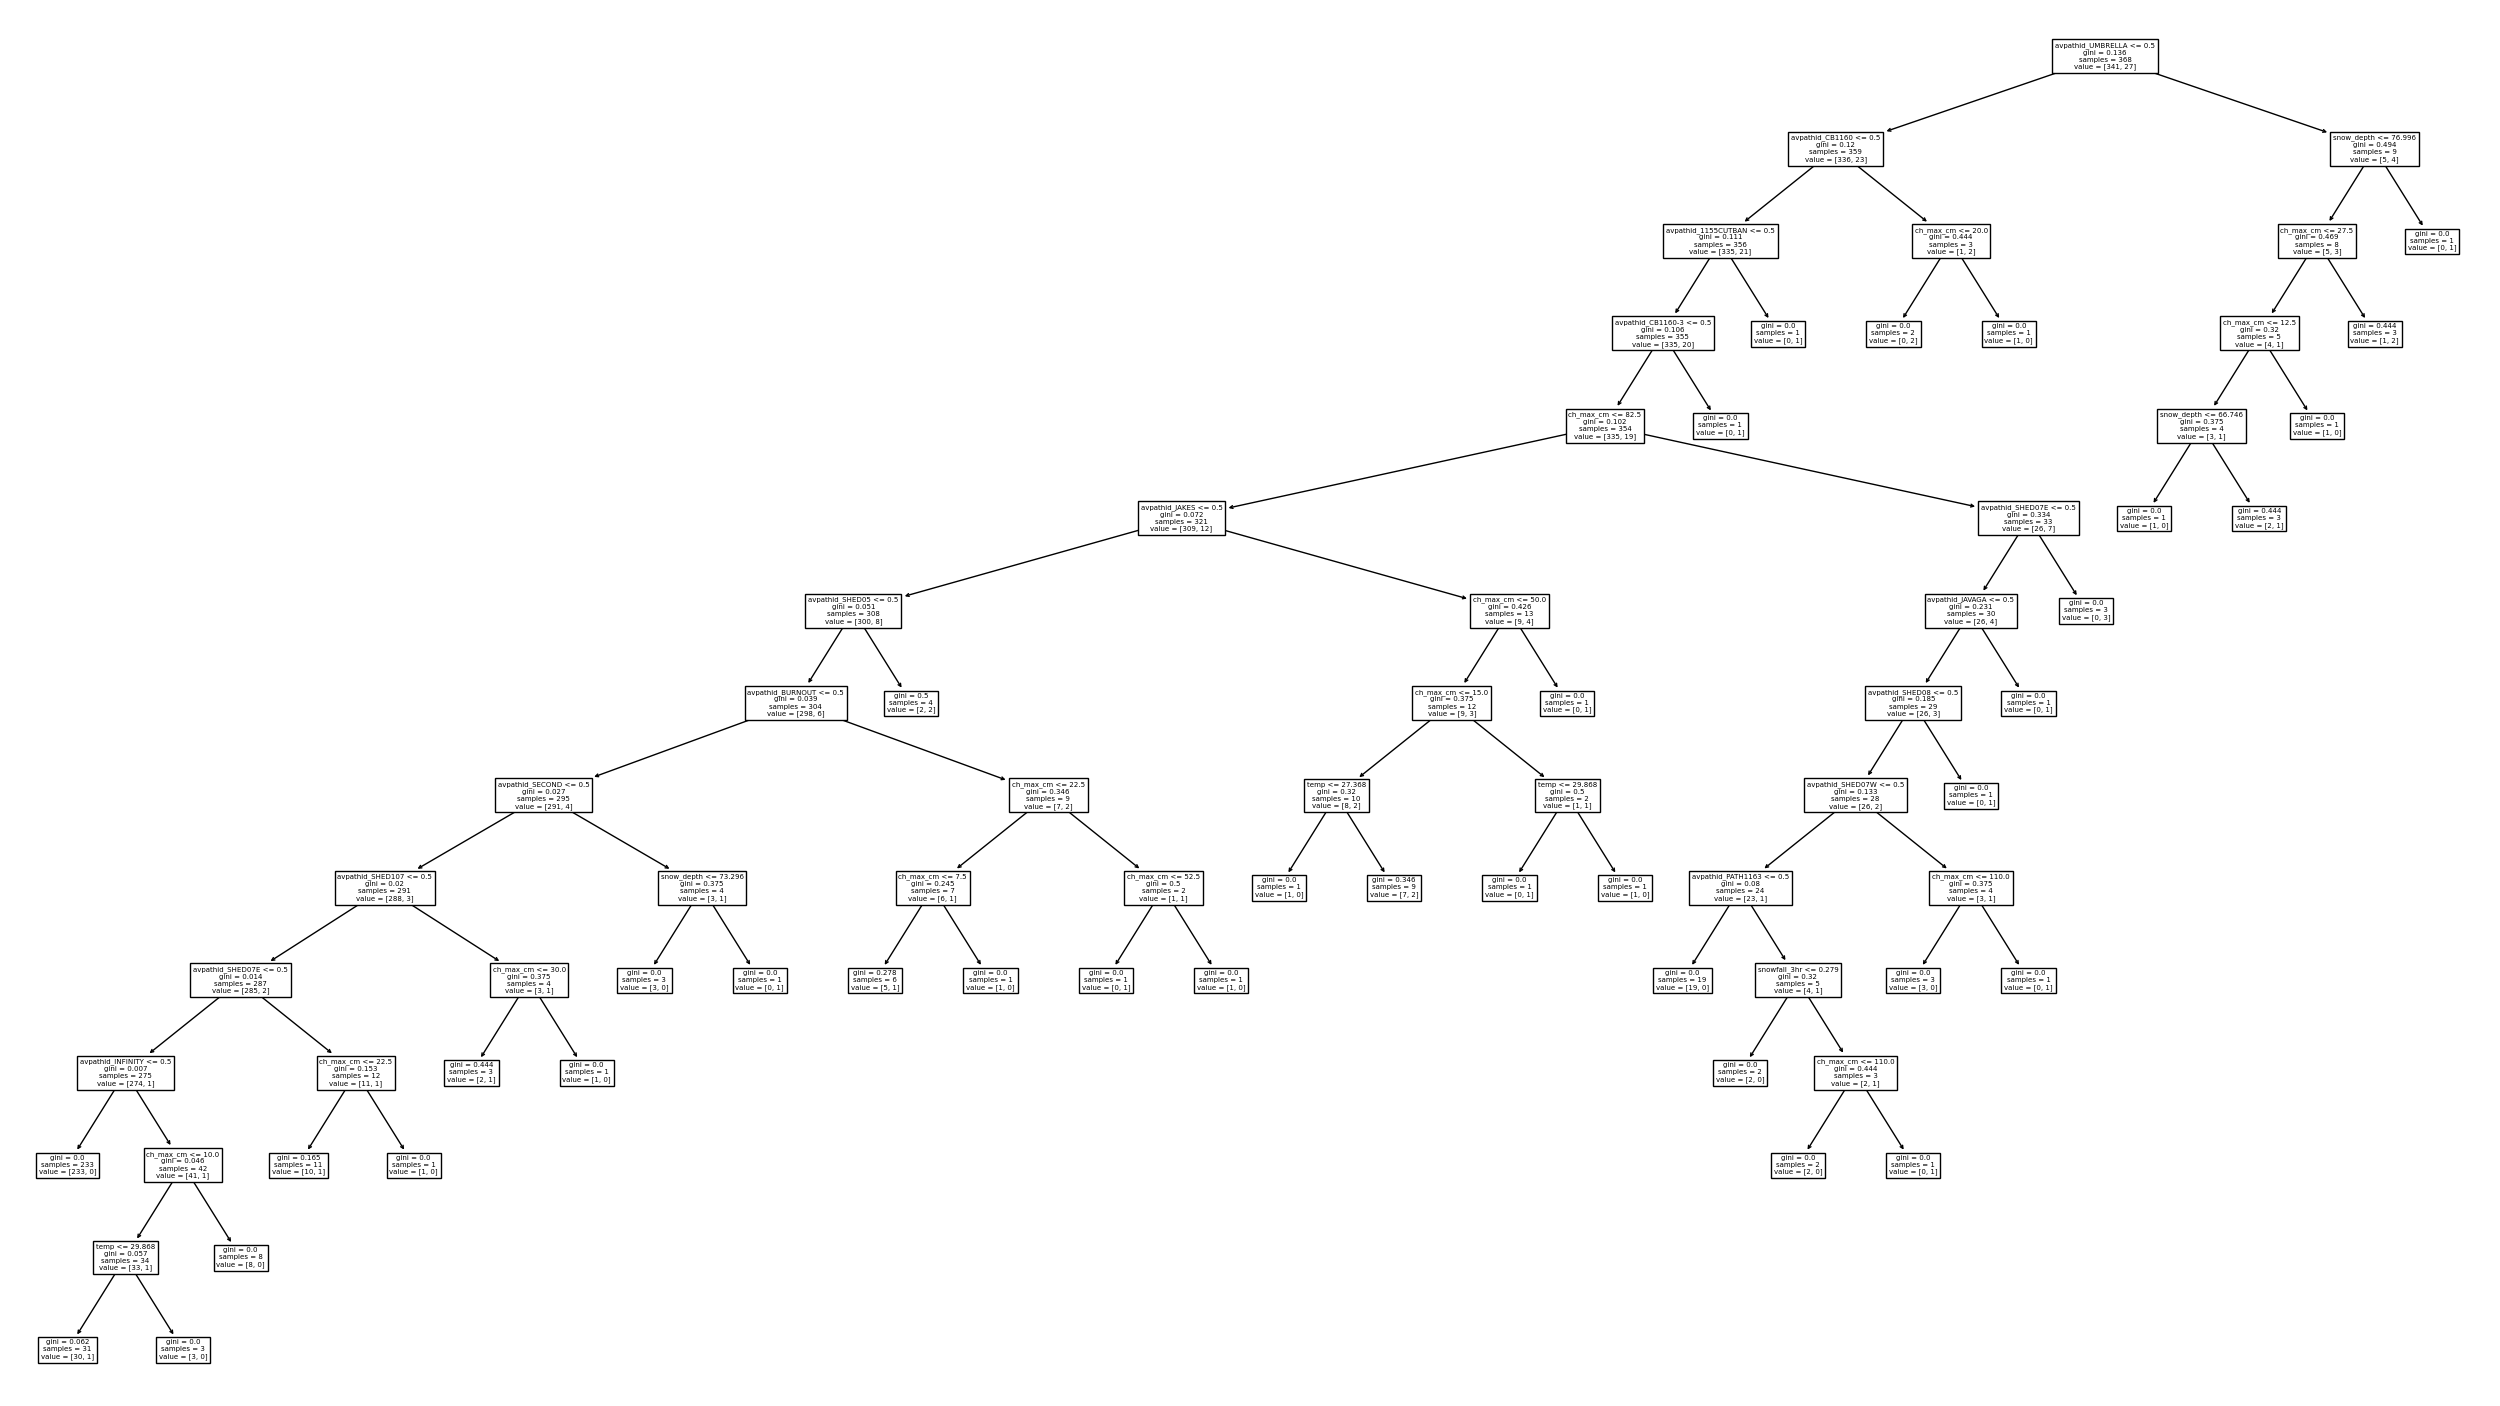 avpathid_UMBRELLA <= 0.5
gini = 0.136
samples = 368
value = [341, 27]
avpathid_CB1160 <= 0.5
gini = 0.12
samples = 359
value = [336, 23]
snow_depth <= 76.996
gini = 0.494
samples = 9
value = [5, 4]
avpathid_1155CUTBAN <= 0.5
gini = 0.111
samples = 356
value = [335, 21]
ch_max_cm <= 20.0
gini = 0.444
samples = 3
value = [1, 2]
ch_max_cm <= 27.5
gini = 0.469
samples = 8
value = [5, 3]
gini = 0.0
samples = 1
value = [0, 1]
avpathid_CB1160-3 <= 0.5
gini = 0.106
samples = 355
value = [335, 20]
gini = 0.0
samples = 1
value = [0, 1]
gini = 0.0
samples = 2
value = [0, 2]
gini = 0.0
samples = 1
value = [1, 0]
ch_max_cm <= 12.5
gini = 0.32
samples = 5
value = [4, 1]
gini = 0.444
samples = 3
value = [1, 2]
ch_max_cm <= 82.5
gini = 0.102
samples = 354
value = [335, 19]
gini = 0.0
samples = 1
value = [0, 1]
snow_depth <= 66.746
gini = 0.375
samples = 4
value = [3, 1]
gini = 0.0
samples = 1
value = [1, 0]
avpathid_JAKES <= 0.5
gini = 0.072
samples = 321
value = [309, 12]
avpathid_SHED07E <= 0.5
gini = 0.334
samples = 33
value = [26, 7]
gini = 0.0
samples = 1
value = [1, 0]
gini = 0.444
samples = 3
value = [2, 1]
avpathid_SHED05 <= 0.5
gini = 0.051
samples = 308
value = [300, 8]
ch_max_cm <= 50.0
gini = 0.426
samples = 13
value = [9, 4]
avpathid_JAVAGA <= 0.5
gini = 0.231
samples = 30
value = [26, 4]
gini = 0.0
samples = 3
value = [0, 3]
avpathid_BURNOUT <= 0.5
gini = 0.039
samples = 304
value = [298, 6]
gini = 0.5
samples = 4
value = [2, 2]
ch_max_cm <= 15.0
gini = 0.375
samples = 12
value = [9, 3]
gini = 0.0
samples = 1
value = [0, 1]
avpathid_SHED08 <= 0.5
gini = 0.185
samples = 29
value = [26, 3]
gini = 0.0
samples = 1
value = [0, 1]
avpathid_SECOND <= 0.5
gini = 0.027
samples = 295
value = [291, 4]
ch_max_cm <= 22.5
gini = 0.346
samples = 9
value = [7, 2]
temp <= 27.368
gini = 0.32
samples = 10
value = [8, 2]
temp <= 29.868
gini = 0.5
samples = 2
value = [1, 1]
avpathid_SHED07W <= 0.5
gini = 0.133
samples = 28
value = [26, 2]
gini = 0.0
samples = 1
value = [0, 1]
avpathid_SHED107 <= 0.5
gini = 0.02
samples = 291
value = [288, 3]
snow_depth <= 73.296
gini = 0.375
samples = 4
value = [3, 1]
ch_max_cm <= 7.5
gini = 0.245
samples = 7
value = [6, 1]
ch_max_cm <= 52.5
gini = 0.5
samples = 2
value = [1, 1]
gini = 0.0
samples = 1
value = [1, 0]
gini = 0.346
samples = 9
value = [7, 2]
gini = 0.0
samples = 1
value = [0, 1]
gini = 0.0
samples = 1
value = [1, 0]
avpathid_PATH1163 <= 0.5
gini = 0.08
samples = 24
value = [23, 1]
ch_max_cm <= 110.0
gini = 0.375
samples = 4
value = [3, 1]
avpathid_SHED07E <= 0.5
gini = 0.014
samples = 287
value = [285, 2]
ch_max_cm <= 30.0
gini = 0.375
samples = 4
value = [3, 1]
gini = 0.0
samples = 3
value = [3, 0]
gini = 0.0
samples = 1
value = [0, 1]
gini = 0.278
samples = 6
value = [5, 1]
gini = 0.0
samples = 1
value = [1, 0]
gini = 0.0
samples = 1
value = [0, 1]
gini = 0.0
samples = 1
value = [1, 0]
gini = 0.0
samples = 19
value = [19, 0]
snowfall_3hr <= 0.279
gini = 0.32
samples = 5
value = [4, 1]
gini = 0.0
samples = 3
value = [3, 0]
gini = 0.0
samples = 1
value = [0, 1]
avpathid_INFINITY <= 0.5
gini = 0.007
samples = 275
value = [274, 1]
ch_max_cm <= 22.5
gini = 0.153
samples = 12
value = [11, 1]
gini = 0.444
samples = 3
value = [2, 1]
gini = 0.0
samples = 1
value = [1, 0]
gini = 0.0
samples = 2
value = [2, 0]
ch_max_cm <= 110.0
gini = 0.444
samples = 3
value = [2, 1]
gini = 0.0
samples = 233
value = [233, 0]
ch_max_cm <= 10.0
gini = 0.046
samples = 42
value = [41, 1]
gini = 0.165
samples = 11
value = [10, 1]
gini = 0.0
samples = 1
value = [1, 0]
gini = 0.0
samples = 2
value = [2, 0]
gini = 0.0
samples = 1
value = [0, 1]
temp <= 29.868
gini = 0.057
samples = 34
value = [33, 1]
gini = 0.0
samples = 8
value = [8, 0]
gini = 0.062
samples = 31
value = [30, 1]
gini = 0.0
samples = 3
value = [3, 0]